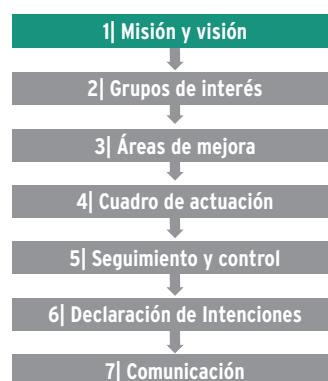 1| Misión y visión
2| Grupos de interés
3| Áreas de mejora
4| Cuadro de actuación
5| Seguimiento y control
6| Declaración de Intenciones
7| Comunicación